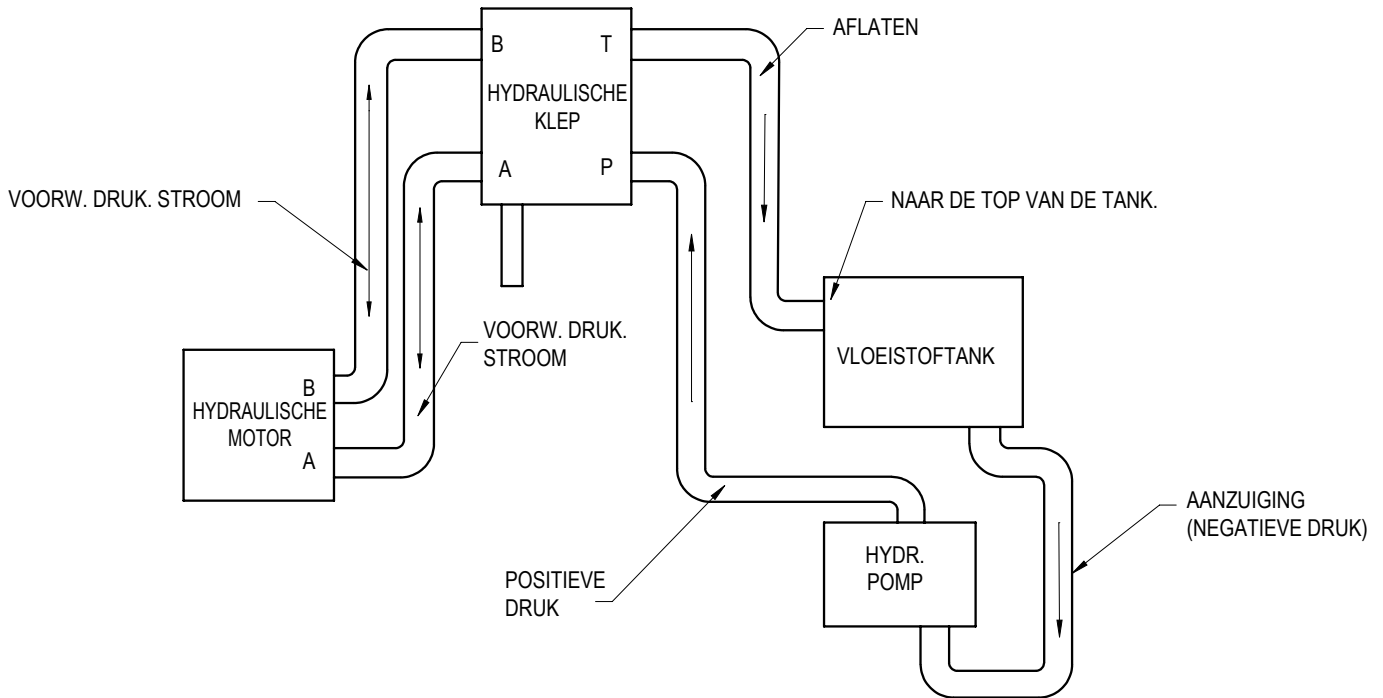 AFLATEN
B
T
HYDRAULISCHE
KLEP
A
P
VOORW. DRUK. STROOM
NAAR DE TOP VAN DE TANK.
VOORW. DRUK.
STROOM
VLOEISTOFTANK
B
HYDRAULISCHE
MOTOR
A
AANZUIGING
(NEGATIEVE DRUK)
HYDR.
POMP
POSITIEVE
DRUK